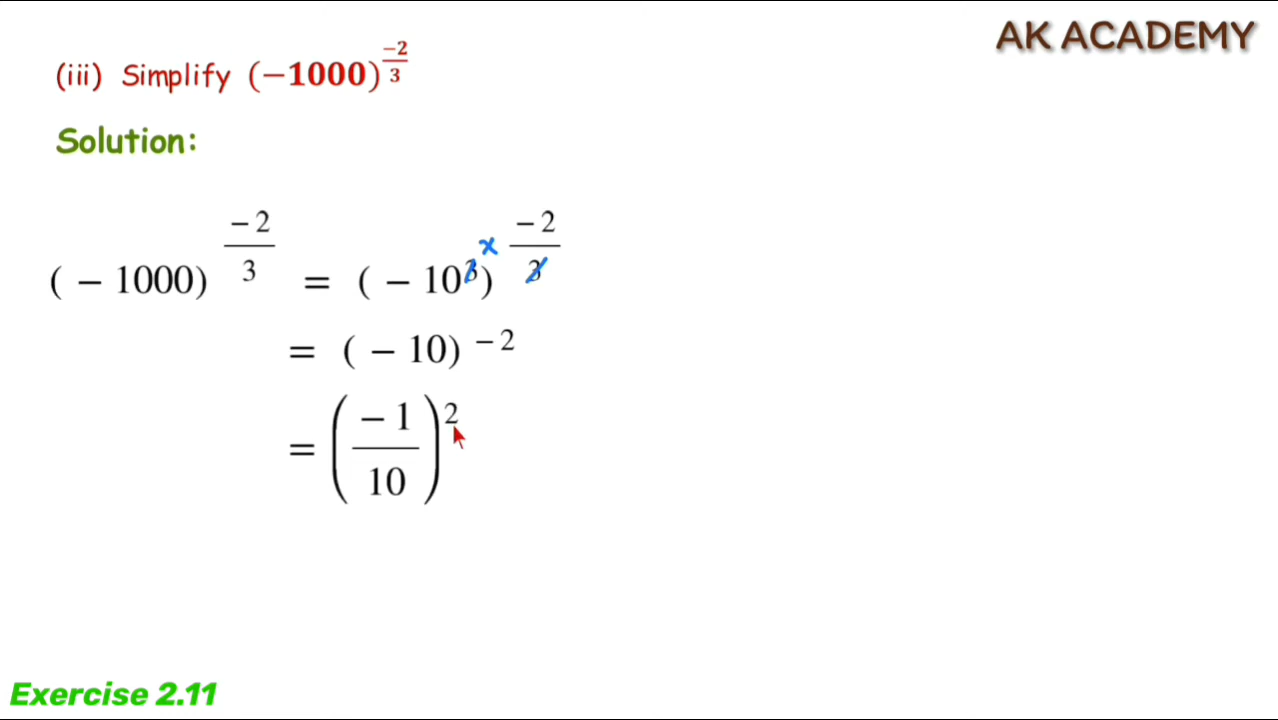 AK ACADEMY
(iii) Simplify (−1000)^(−2/3)
Solution:
( − 1000)^(−2/3) = ( − 10^3)^(× −2/3)
= ( − 10)^(−2)
= (−1/10)^2
Exercise 2.11